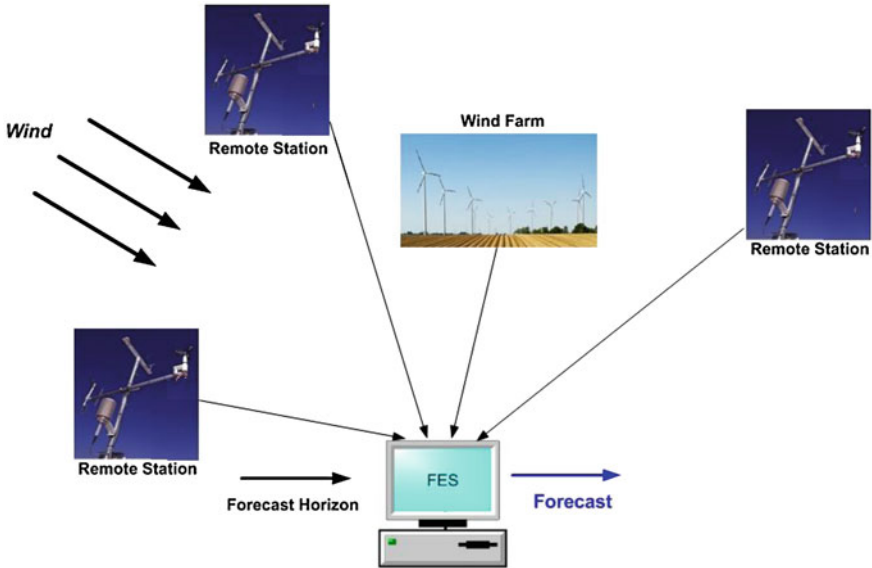 Wind
Remote Station
Wind Farm
Remote Station
Remote Station
Forecast Horizon
FES
Forecast